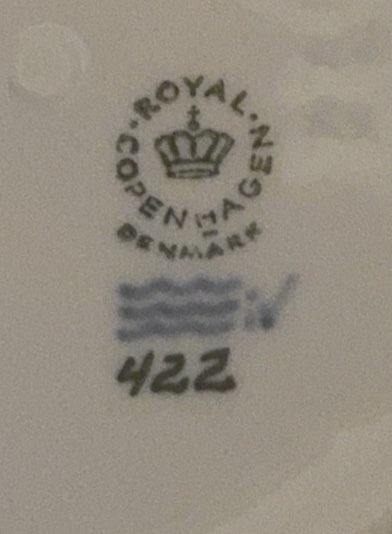 ROYAL · COPENHAGEN ·
DENMARK
422